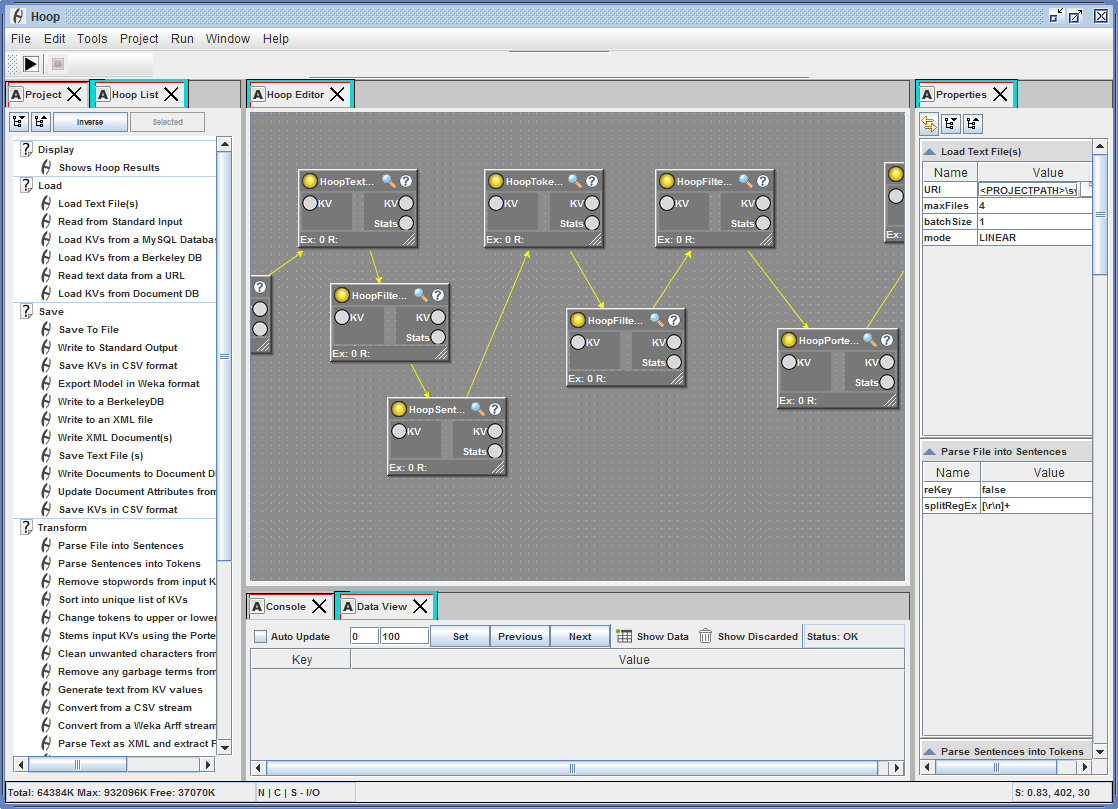 Hoop
File Edit Tools Project Run Window Help
A Project
A Hoop List
A Hoop Editor
A Properties
Inverse
Selected
? Display
Shows Hoop Results
? Load
Load Text File(s)
Read from Standard Input
Load KVs from a MySQL Databas
Load KVs from a Berkeley DB
Read text data from a URL
Load KVs from Document DB
? Save
Save To File
Write to Standard Output
Save KVs in CSV format
Export Model in Weka format
Write to a BerkeleyDB
Write to an XML file
Write XML Document(s)
Save Text File (s)
Write Documents to Document D
Update Document Attributes from
Save KVs in CSV format
? Transform
Parse File into Sentences
Parse Sentences into Tokens
Remove stopwords from input K
Sort into unique list of KVs
Change tokens to upper or lower
Stems input KVs using the Porte
Clean unwanted characters from
Remove any garbage terms from
Generate text from KV values
Convert from a CSV stream
Convert from a Weka Arff stream
Parse Text as XML and extract F
?
HoopText... ?
KV KV
Stats
Ex: 0 R:
HoopFilte... ?
KV KV
Stats
Ex: 0 R:
HoopSent... ?
KV KV
Stats
Ex: 0 R:
HoopToke... ?
KV KV
Stats
Ex: 0 R:
HoopFilte... ?
KV KV
Stats
Ex: 0 R:
HoopFilte... ?
KV KV
Stats
Ex: 0 R:
HoopPorte... ?
KV KV
Stats
Ex: 0 R:
Ex:
Load Text File(s)
Name Value
URI <PROJECTPATH>\sv
maxFiles 4
batchSize 1
mode LINEAR
Parse File into Sentences
Name Value
reKey false
splitRegEx [\r\n]+
Parse Sentences into Tokens
A Console
A Data View
Auto Update 0 100 Set Previous Next Show Data Show Discarded Status: OK
Key Value
Total: 64384K Max: 932096K Free: 37070K
N | C | S - I/O
S: 0.83, 402, 30